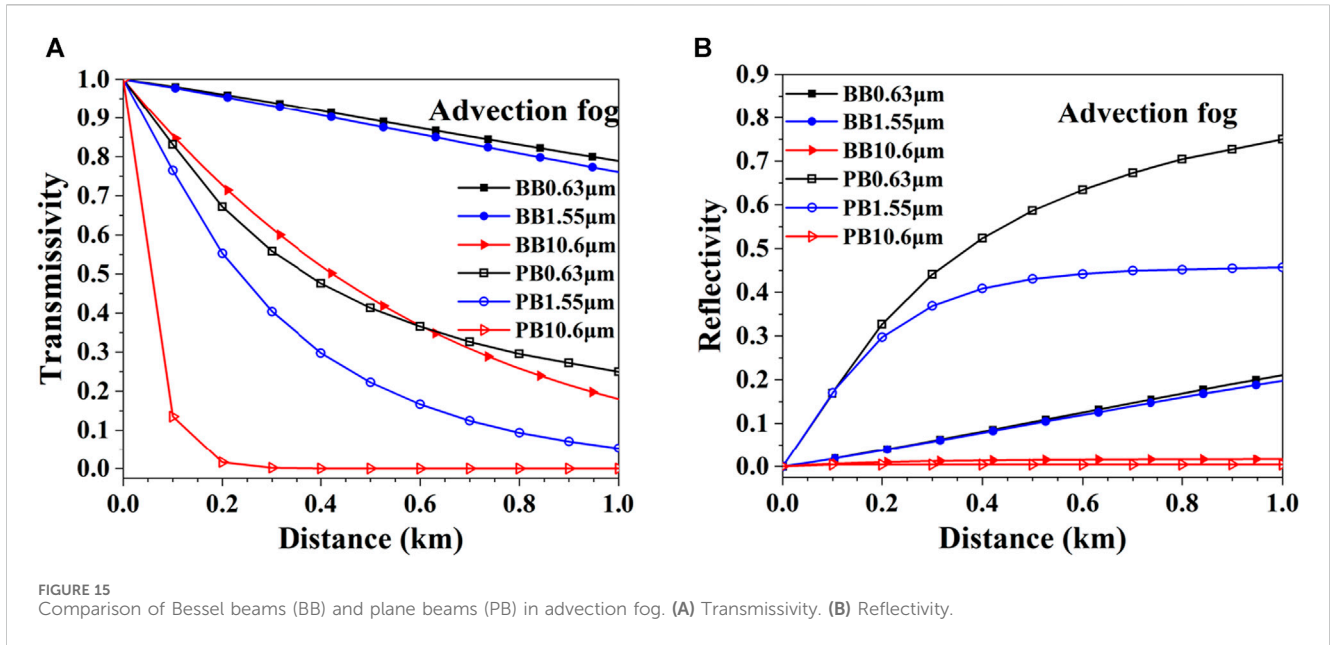 A
1.0
0.9
0.8
0.7
0.6
0.5
0.4
0.3
0.2
0.1
0.0
Transmissivity
Advection fog
BB0.63μm
BB1.55μm
BB10.6μm
PB0.63μm
PB1.55μm
PB10.6μm
0.0 0.2 0.4 0.6 0.8 1.0
Distance (km)
B
0.9
0.8
0.7
0.6
0.5
0.4
0.3
0.2
0.1
0.0
Reflectivity
BB0.63μm
BB1.55μm
BB10.6μm
PB0.63μm
PB1.55μm
PB10.6μm
Advection fog
0.0 0.2 0.4 0.6 0.8 1.0
Distance (km)
FIGURE 15
Comparison of Bessel beams (BB) and plane beams (PB) in advection fog. (A) Transmissivity. (B) Reflectivity.